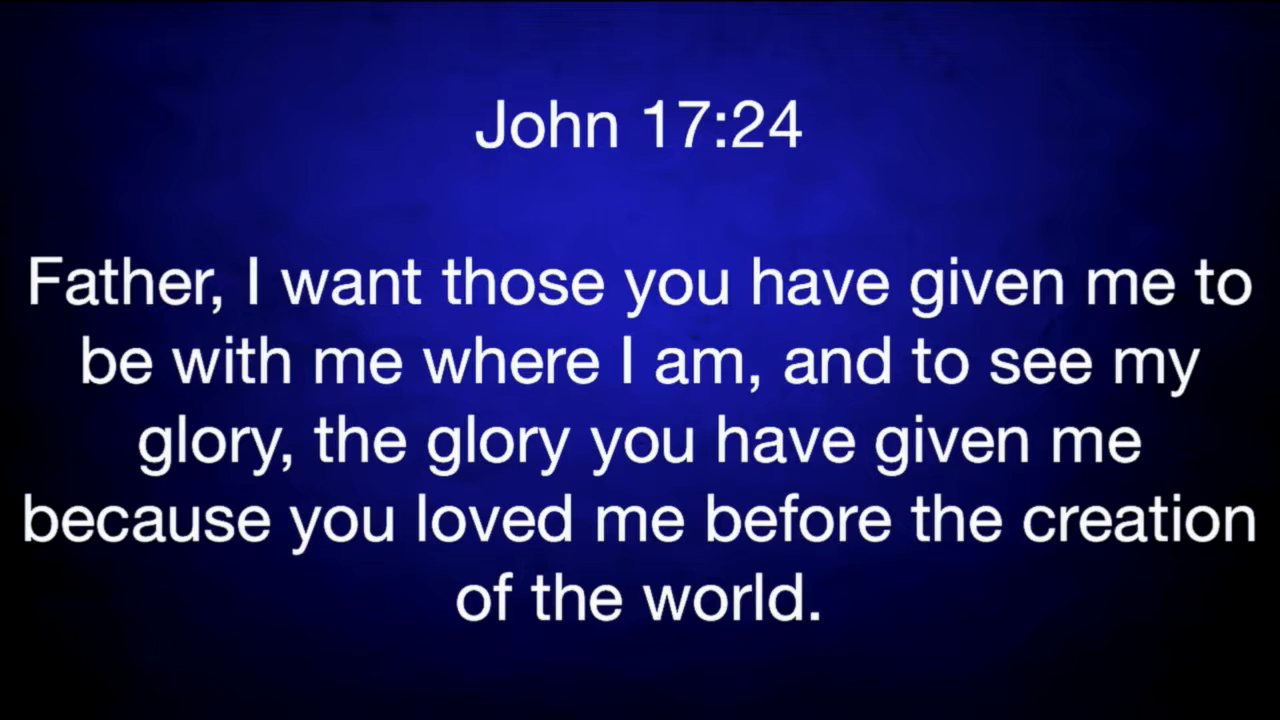 John 17:24
Father, I want those you have given me to
be with me where I am, and to see my
glory, the glory you have given me
because you loved me before the creation
of the world.